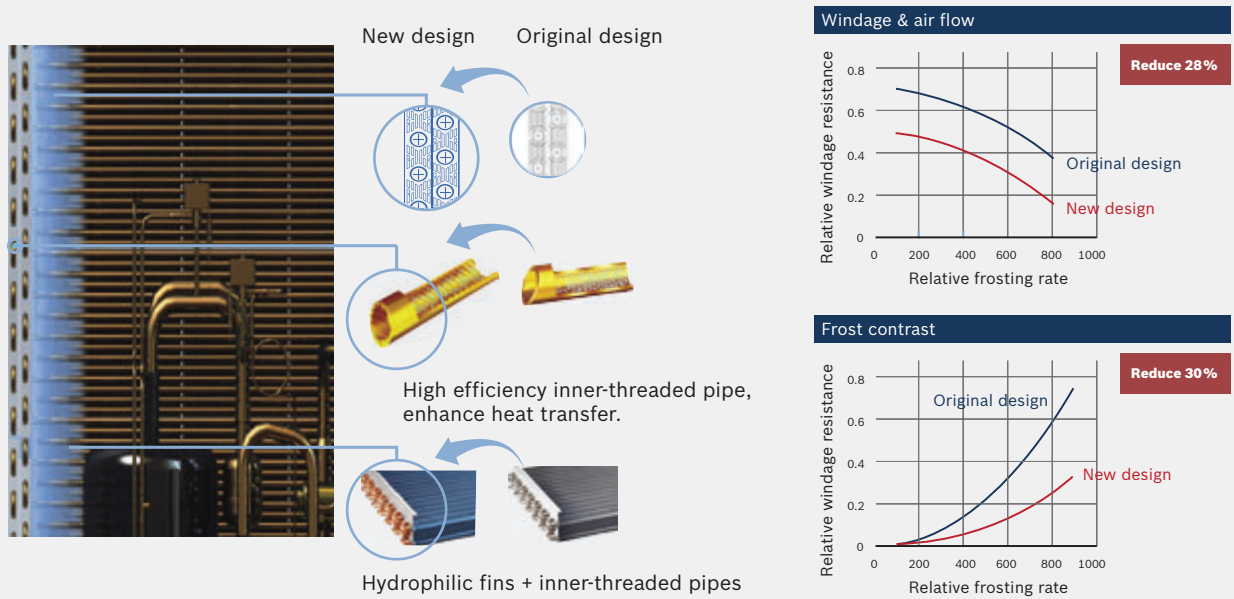 New design
Original design
High efficiency inner-threaded pipe,
enhance heat transfer.
Hydrophilic fins + inner-threaded pipes
Windage & air flow
Reduce 28%
Relative windage resistance
0.8
0.6
0.4
0.2
0
0
200
400
600
800
1000
Original design
New design
Relative frosting rate
Frost contrast
Reduce 30%
Relative windage resistance
0.8
0.6
0.4
0.2
0
0
200
400
600
800
1000
Original design
New design
Relative frosting rate